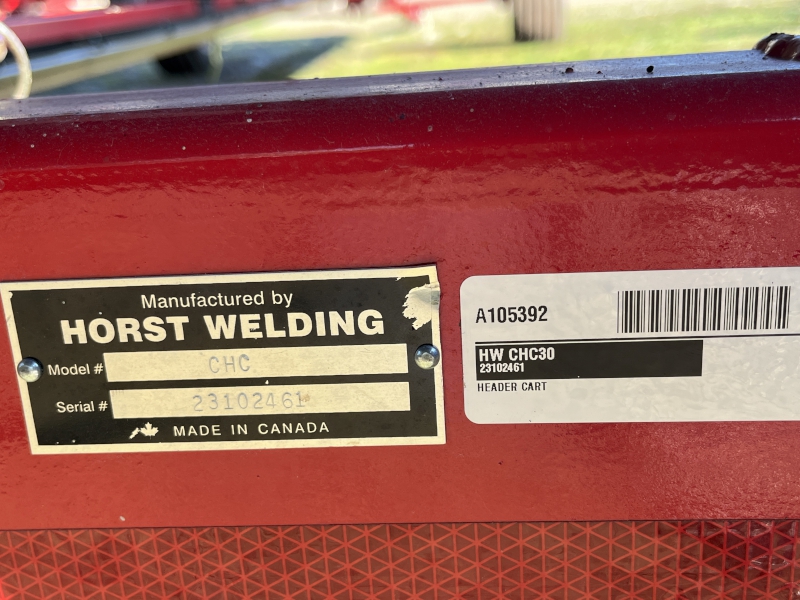 Manufactured by
HORST WELDING
Model # CHC
Serial # 23102461
MADE IN CANADA
A105392
HW CHC30
23102461
HEADER CART